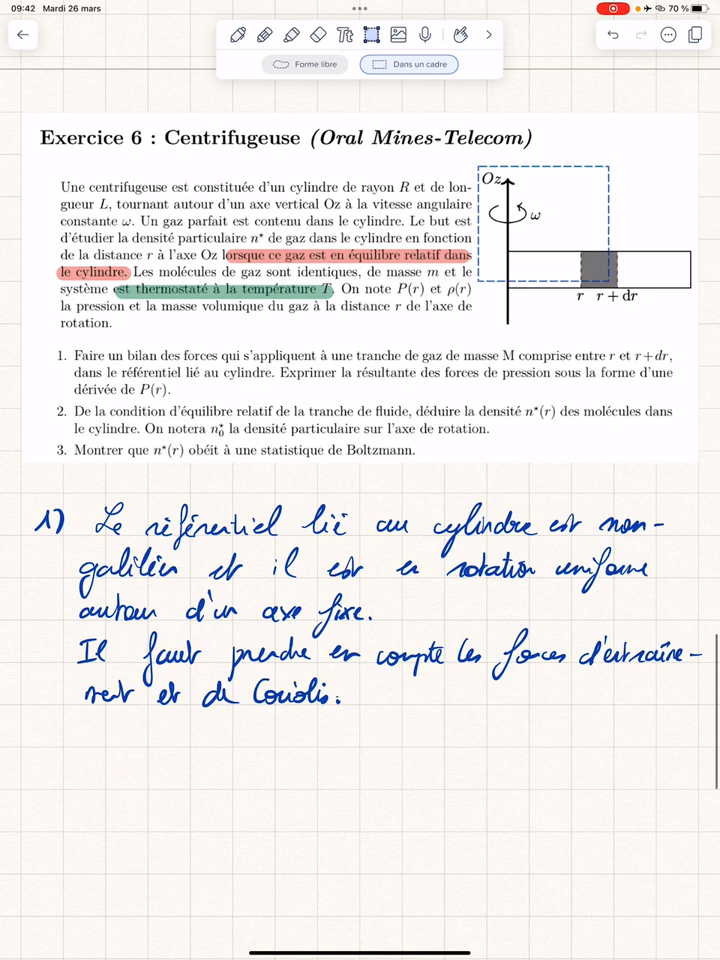 09:42 Mardi 26 mars
70 %
Forme libre
Dans un cadre
Exercice 6 : Centrifugeuse (Oral Mines-Telecom)
Une centrifugeuse est constituée d'un cylindre de rayon R et de lon-
gueur L, tournant autour d'un axe vertical Oz à la vitesse angulaire
constante ω. Un gaz parfait est contenu dans le cylindre. Le but est
d'étudier la densité particulaire n* de gaz dans le cylindre en fonction
de la distance r à l'axe Oz lorsque ce gaz est en équilibre relatif dans
le cylindre. Les molécules de gaz sont identiques, de masse m et le
système est thermostaté à la température T. On note P(r) et ρ(r)
la pression et la masse volumique du gaz à la distance r de l'axe de
rotation.
Oz
ω
r r + dr
1. Faire un bilan des forces qui s'appliquent à une tranche de gaz de masse M comprise entre r et r+dr,
dans le référentiel lié au cylindre. Exprimer la résultante des forces de pression sous la forme d'une
dérivée de P(r).
2. De la condition d'équilibre relatif de la tranche de fluide, déduire la densité n*(r) des molécules dans
le cylindre. On notera n₀* la densité particulaire sur l'axe de rotation.
3. Montrer que n*(r) obéit à une statistique de Boltzmann.
1) Le référentiel lié au cylindre est non-
galiléen et il est en rotation uniforme
autour d'un axe fixe.
Il faut prendre en compte les forces d'entraîne-
ment et de Coriolis.